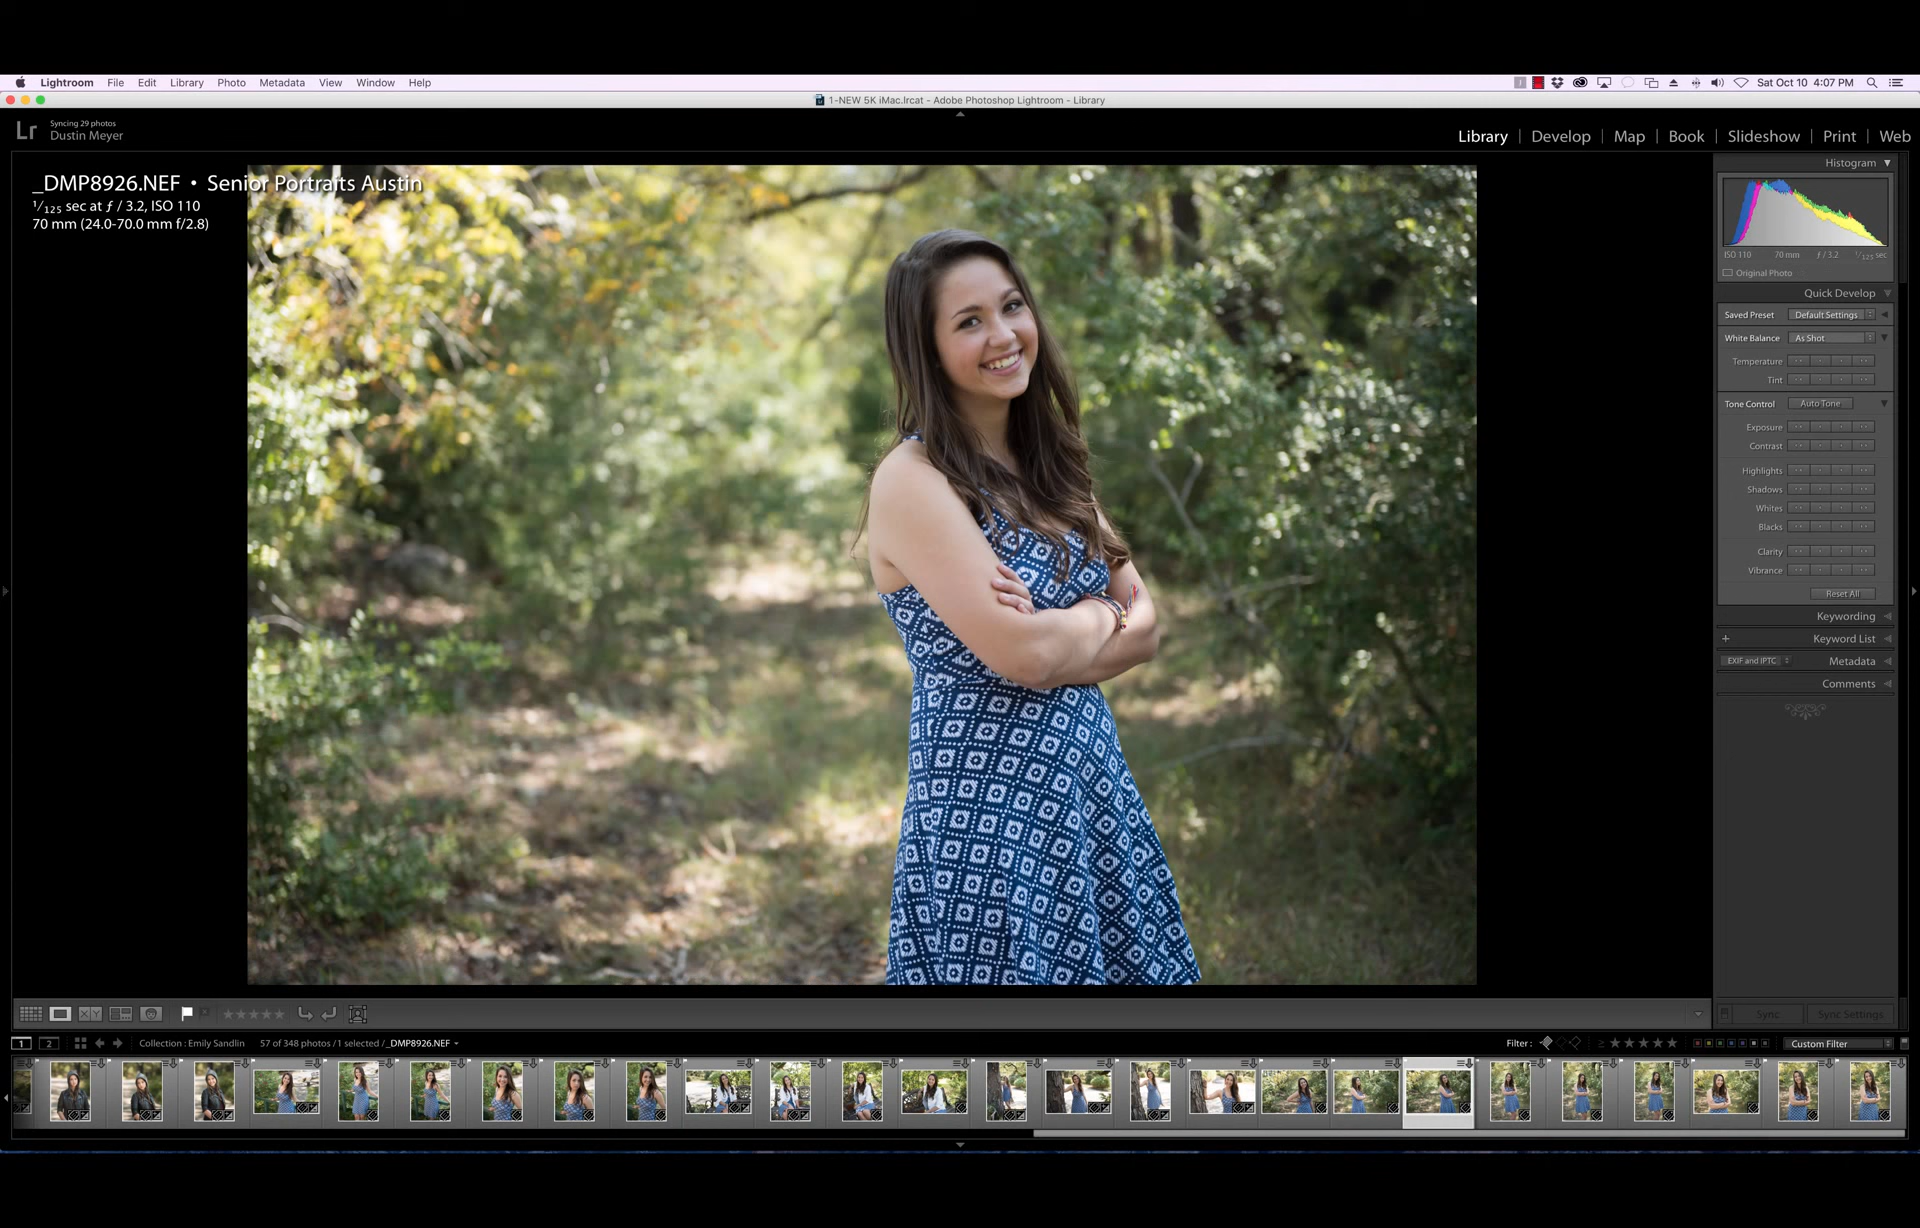 Lightroom File Edit Library Photo Metadata View Window Help Sat Oct 10 4:07 PM
1-NEW 5K iMac.lrcat - Adobe Photoshop Lightroom - Library
Lr
Syncing 29 photos
Dustin Meyer
Library | Develop | Map | Book | Slideshow | Print | Web
_DMP8926.NEF • Senior Portraits Austin
1/125 sec at ƒ / 3.2, ISO 110
70 mm (24.0-70.0 mm f/2.8)
Histogram
ISO 110 70 mm ƒ / 3.2 1/125 sec
Original Photo
Quick Develop
Saved Preset Default Settings
White Balance As Shot
Temperature
Tint
Tone Control Auto Tone
Exposure
Contrast
Highlights
Shadows
Whites
Blacks
Clarity
Vibrance
Reset All
Keywording
+ Keyword List
EXIF and IPTC Metadata
Comments
Sync Sync Settings
X Y
1 2 Collection : Emily Sandlin 57 of 348 photos / 1 selected / _DMP8926.NEF Filter : ≥ ★★★★★ Custom Filter